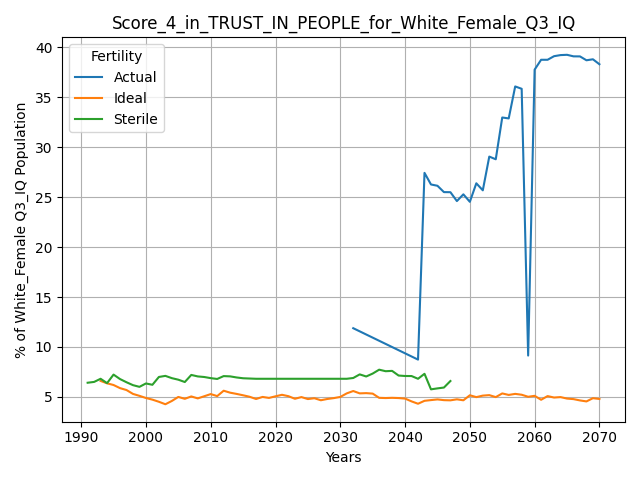 Score_4_in_TRUST_IN_PEOPLE_for_White_Female_Q3_IQ
Fertility
Actual
Ideal
Sterile
% of White_Female Q3_IQ Population
40
35
30
25
20
15
10
5
1990 2000 2010 2020 2030 2040 2050 2060 2070
Years